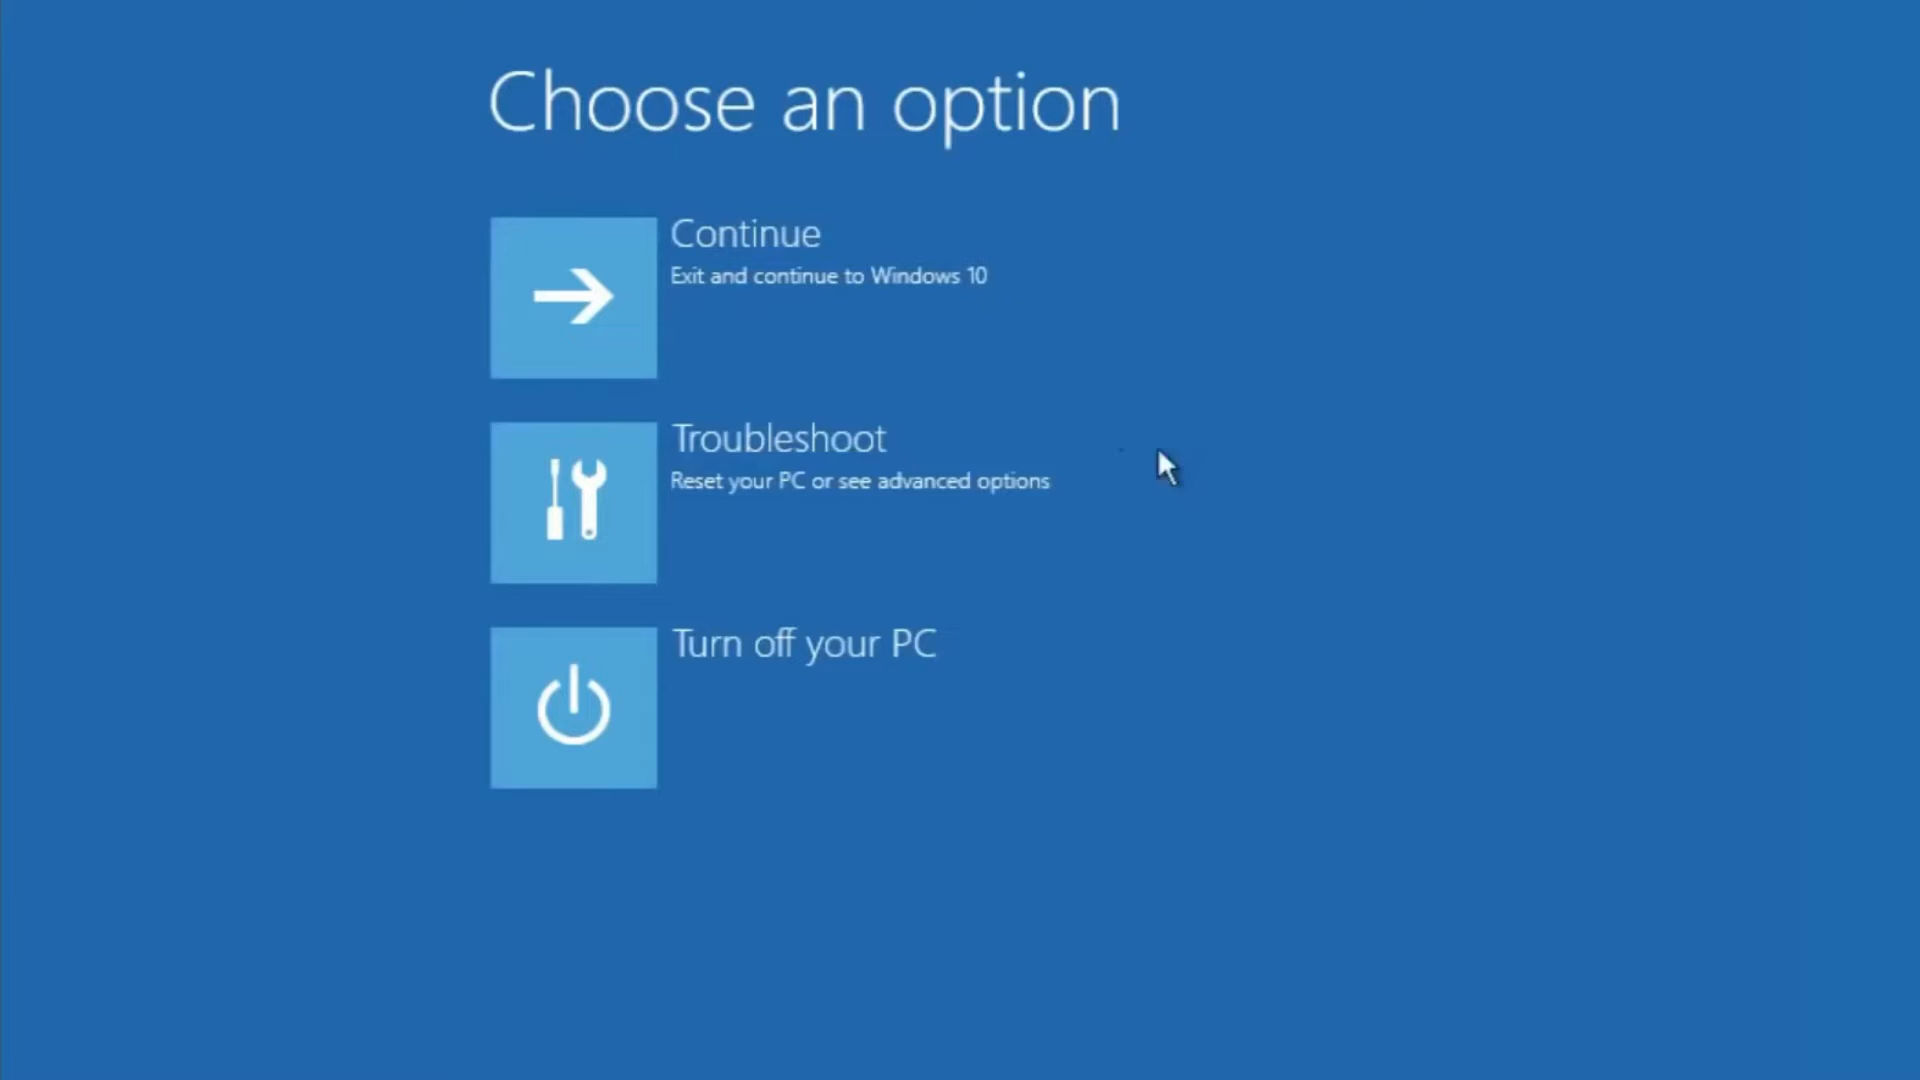 Choose an option
Continue
Exit and continue to Windows 10
Troubleshoot
Reset your PC or see advanced options
Turn off your PC